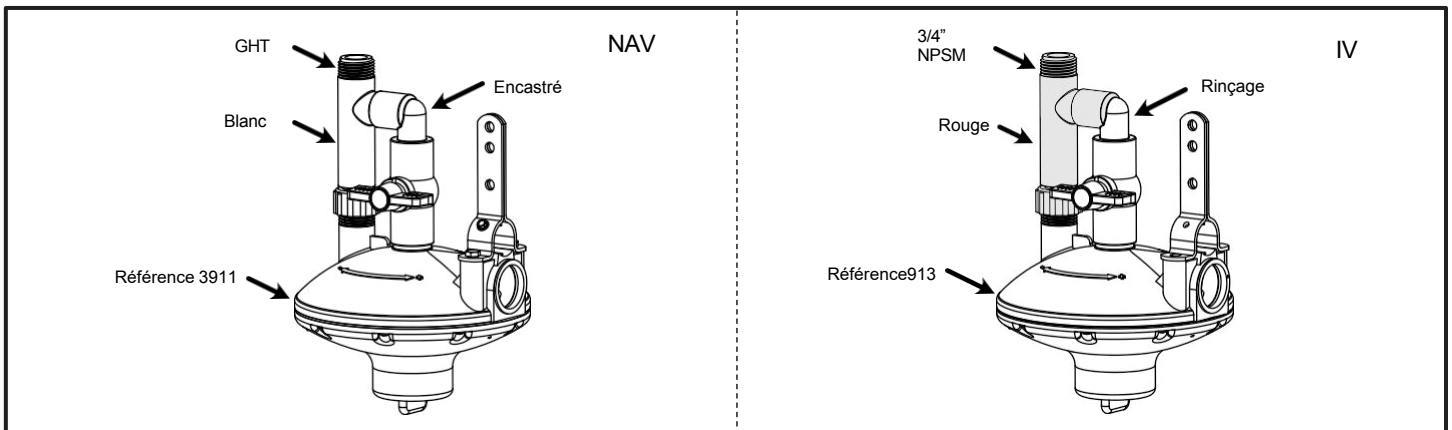 GHT
NAV
Encastré
Blanc
Référence 3911
3/4”
NPSM
IV
Rinçage
Rouge
Référence913